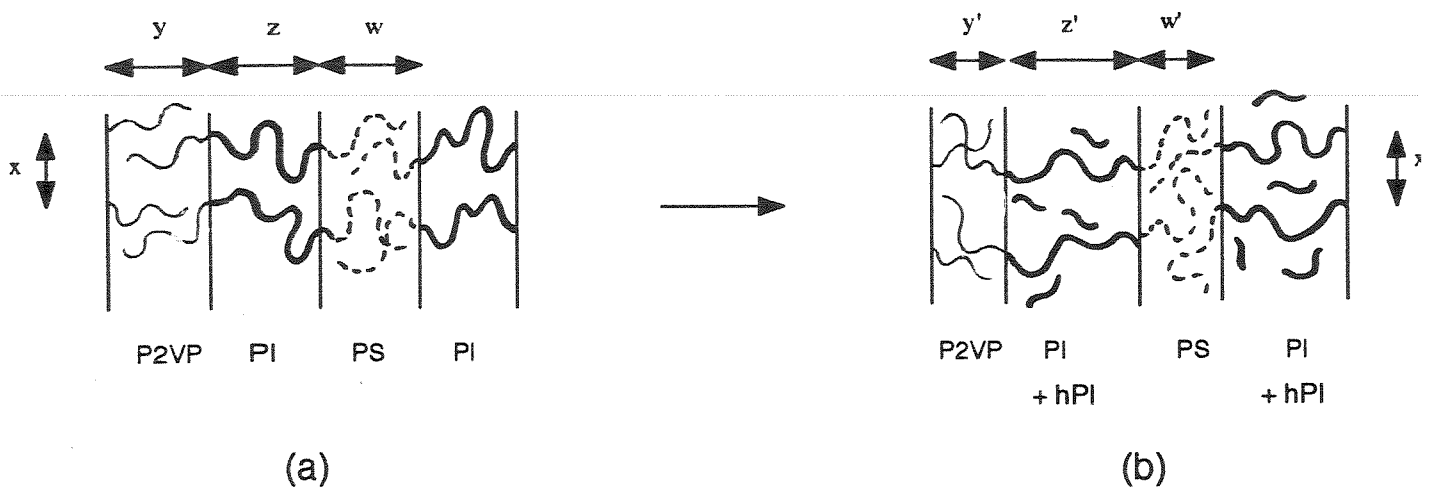 y z w
x
P2VP PI PS PI
(a)
y' z' w'
P2VP PI PS PI
+ hPI + hPI
(b)